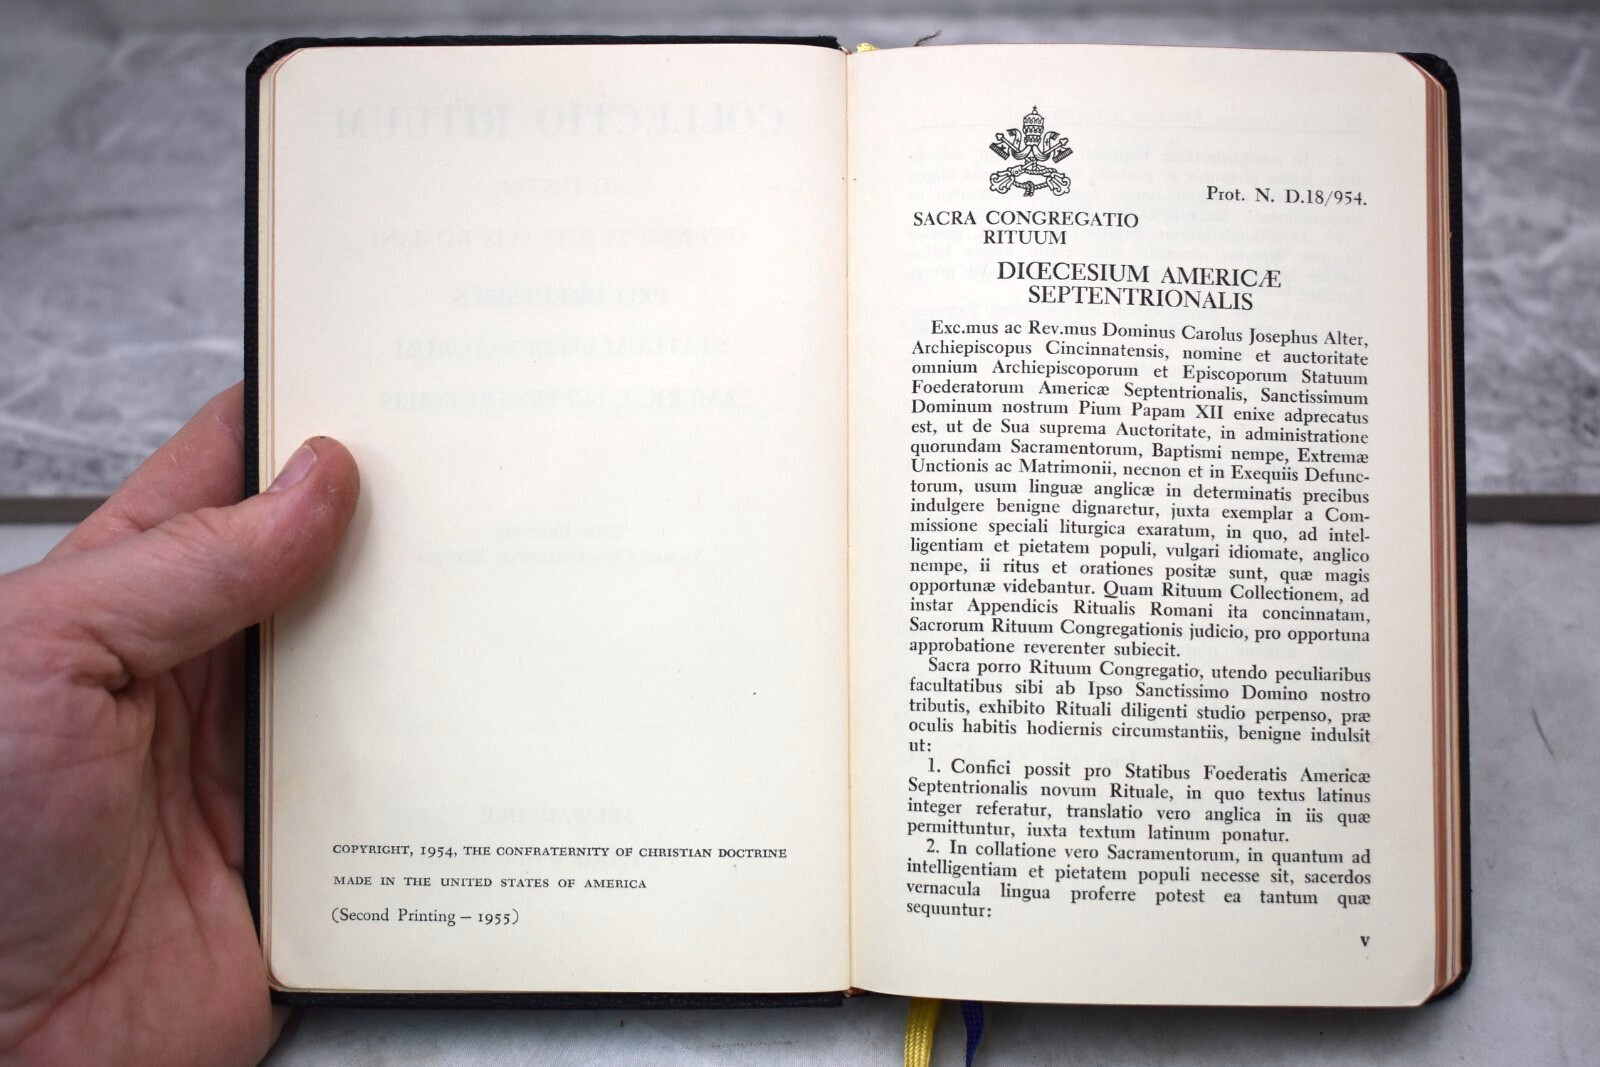 COPYRIGHT, 1954, THE CONFRATERNITY OF CHRISTIAN DOCTRINE
MADE IN THE UNITED STATES OF AMERICA
(Second Printing – 1955)
Prot. N. D.18/954.
SACRA CONGREGATIO
RITUUM
DIŒCESIUM AMERICÆ
SEPTENTRIONALIS
Exc.mus ac Rev.mus Dominus Carolus Josephus Alter,
Archiepiscopus Cincinnatensis, nomine et auctoritate
omnium Archiepiscoporum et Episcoporum Statuum
Foederatorum Americæ Septentrionalis, Sanctissimum
Dominum nostrum Pium Papam XII enixe adprecatus
est, ut de Sua suprema Auctoritate, in administratione
quorundam Sacramentorum, Baptismi nempe, Extremæ
Unctionis ac Matrimonii, necnon et in Exequiis Defunc-
torum, usum linguæ anglicæ in determinatis precibus
indulgere benigne dignaretur, juxta exemplar a Com-
missione speciali liturgica exaratum, in quo, ad intel-
ligentiam et pietatem populi, vulgari idiomate, anglico
nempe, ii ritus et orationes positæ sunt, quæ magis
opportunæ videbantur. Quam Rituum Collectionem, ad
instar Appendicis Ritualis Romani ita concinnatam,
Sacrorum Rituum Congregationis judicio, pro opportuna
approbatione reverenter subiecit.
Sacra porro Rituum Congregatio, utendo peculiaribus
facultatibus sibi ab Ipso Sanctissimo Domino nostro
tributis, exhibito Rituali diligenti studio perpenso, præ
oculis habitis hodiernis circumstantiis, benigne indulsit
ut:
1. Confici possit pro Statibus Foederatis Americæ
Septentrionalis novum Rituale, in quo textus latinus
integer referatur, translatio vero anglica in iis quæ
permittuntur, iuxta textum latinum ponatur.
2. In collatione vero Sacramentorum, in quantum ad
intelligentiam et pietatem populi necesse sit, sacerdos
vernacula lingua proferre potest ea tantum quæ
sequuntur:
v